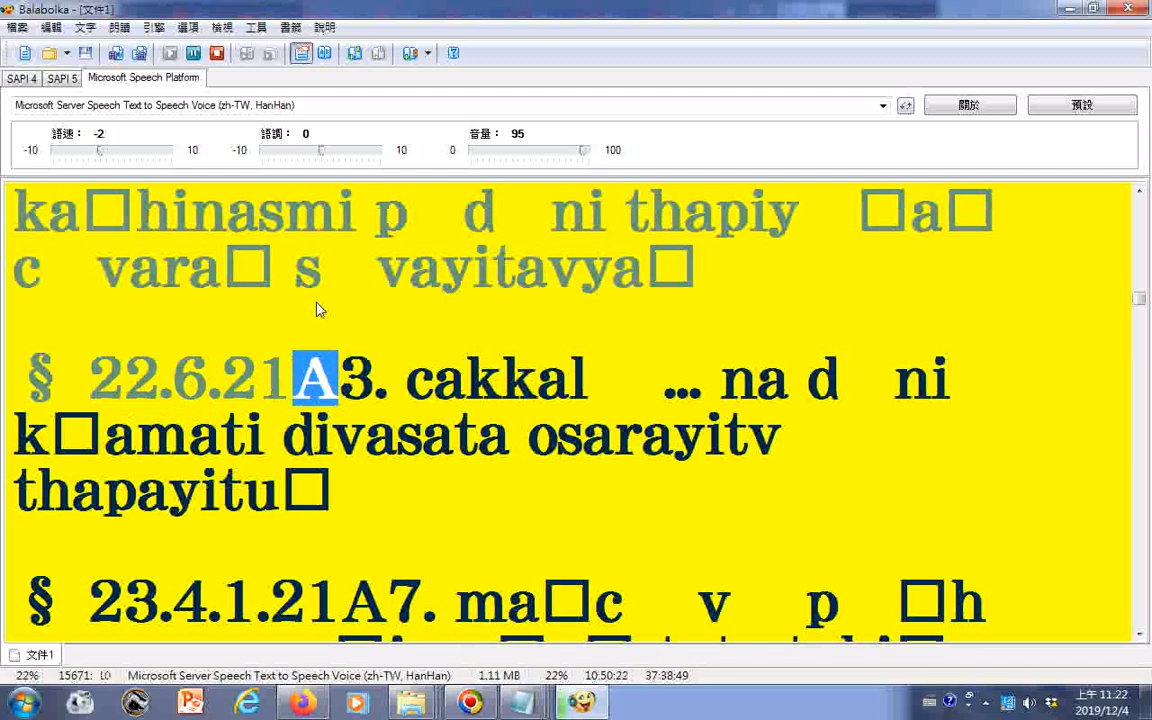 Balabolka - [文件1]
檔案 編輯 文字 朗讀 引擎 選項 檢視 工具 書籤 說明
SAPI 4 SAPI 5 Microsoft Speech Platform
Microsoft Server Speech Text to Speech Voice (zh-TW, HanHan) 關於 預設
語速： -2 語調： 0 音量： 95
-10 10 -10 10 0 100
ka□hinasmi p d ni thapiy □a□
c vara□ s vayitavya□
§ 22.6.21A3. cakkal ... na d ni
k□amati divasata osarayitv
thapayitu□
§ 23.4.1.21A7. ma□c v p □h
文件1
22% 15671: L0 Microsoft Server Speech Text to Speech Voice (zh-TW, HanHan) 1.11 MB 22% 10:50:22 37:38:49
上午 11:22
2019/12/4